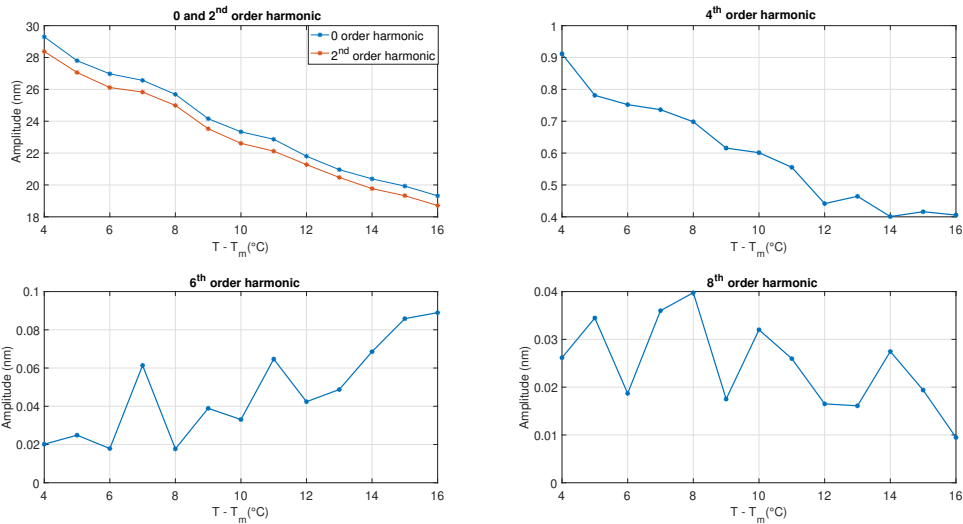 0 and 2nd order harmonic
30
28
26
24
22
20
18
Amplitude (nm)
0 order harmonic
2nd order harmonic
4 6 8 10 12 14 16
T - Tm(°C)
4th order harmonic
1
0.9
0.8
0.7
0.6
0.5
0.4
Amplitude (nm)
4 6 8 10 12 14 16
T - Tm(°C)
6th order harmonic
0.1
0.08
0.06
0.04
0.02
0
Amplitude (nm)
4 6 8 10 12 14 16
T - Tm(°C)
8th order harmonic
0.04
0.03
0.02
0.01
0
Amplitude (nm)
4 6 8 10 12 14 16
T - Tm(°C)